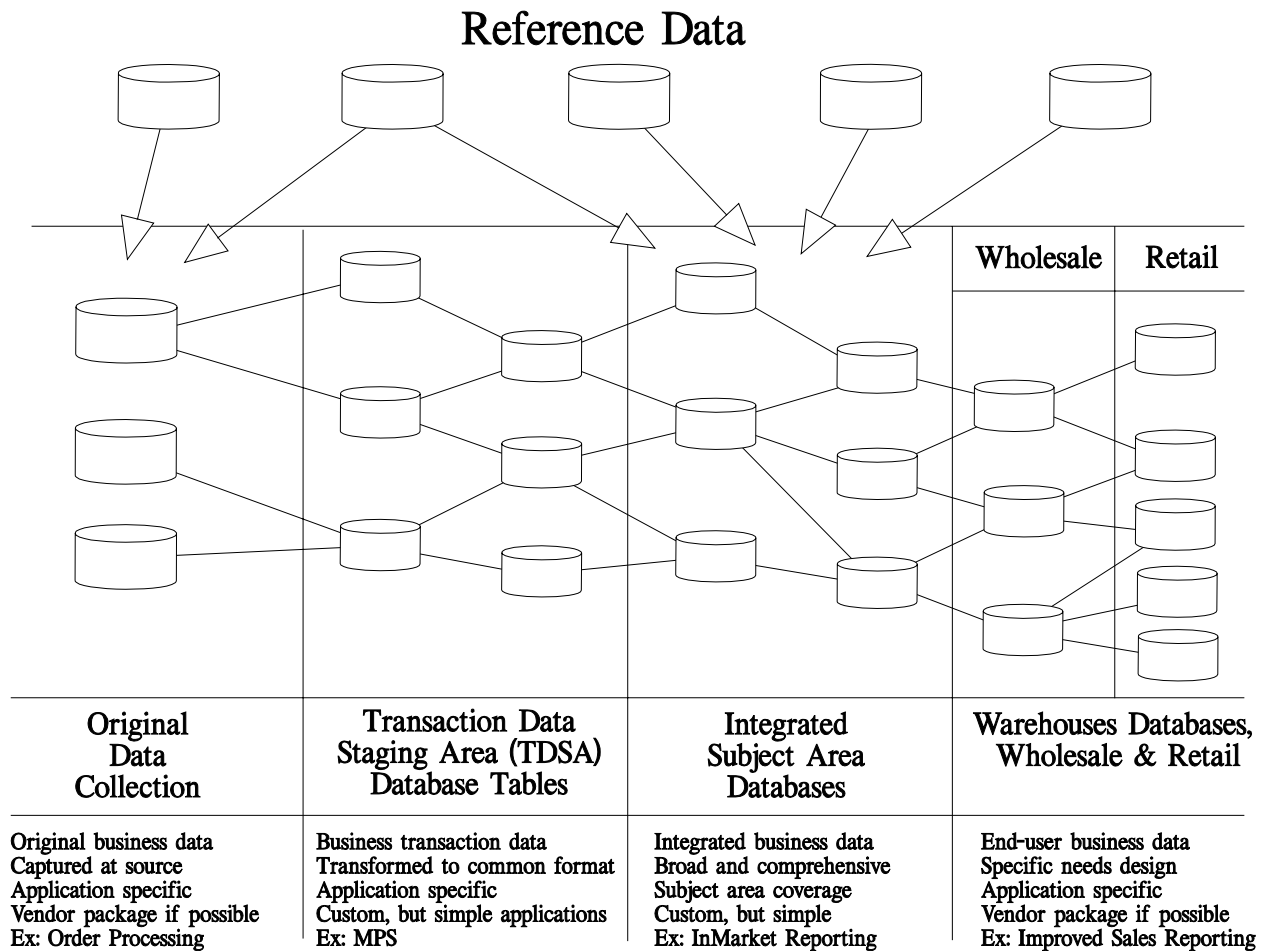 Reference Data
Wholesale
Retail
Original
Data
Collection
Transaction Data
Staging Area (TDSA)
Database Tables
Integrated
Subject Area
Databases
Warehouses Databases,
Wholesale & Retail
Original business data
Captured at source
Application specific
Vendor package if possible
Ex: Order Processing
Business transaction data
Transformed to common format
Application specific
Custom, but simple applications
Ex: MPS
Integrated business data
Broad and comprehensive
Subject area coverage
Custom, but simple
Ex: InMarket Reporting
End-user business data
Specific needs design
Application specific
Vendor package if possible
Ex: Improved Sales Reporting